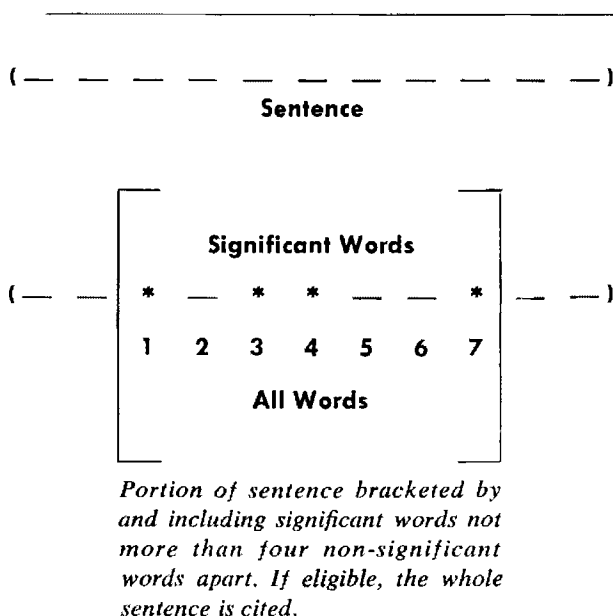 ( — — — — — — — — — — — )
Sentence
Significant Words
( — — * — * * — — * — — )
1 2 3 4 5 6 7
All Words
Portion of sentence bracketed by
and including significant words not
more than four non-significant
words apart. If eligible, the whole
sentence is cited.